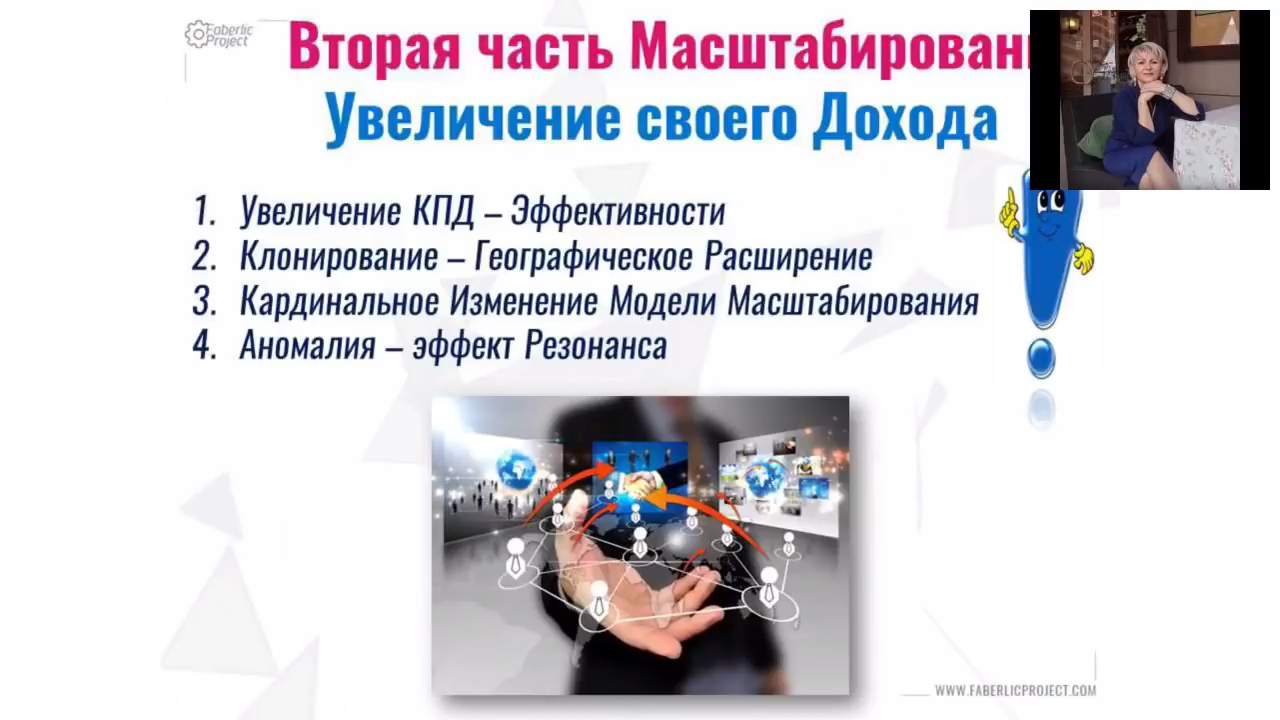 Faberlic
Project
Вторая часть Масштабирован
Увеличение своего Дохода
1. Увеличение КПД – Эффективности
2. Клонирование – Географическое Расширение
3. Кардинальное Изменение Модели Масштабирования
4. Аномалия – эффект Резонанса
WWW.FABERLICPROJECT.COM